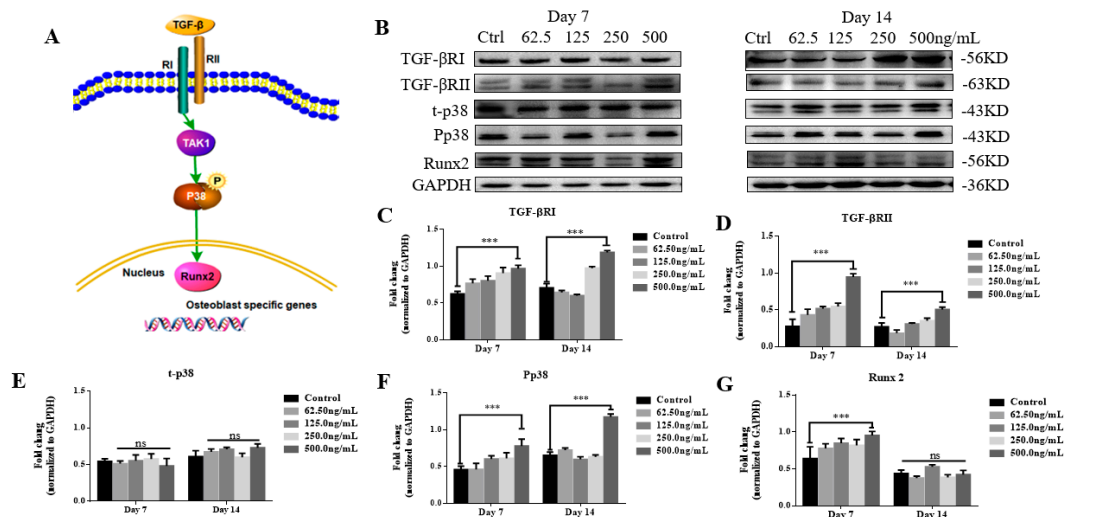 A
TGF-β
RI
RII
TAK1
P
P38
Nucleus
Runx2
Osteoblast specific genes
B
Day 7
Day 14
Ctrl 62.5 125 250 500
Ctrl 62.5 125 250 500ng/mL
TGF-βRI
-56KD
TGF-βRII
-63KD
t-p38
-43KD
Pp38
-43KD
Runx2
-56KD
GAPDH
-36KD
C
TGF-βRI
Fold chang
(normalized to GAPDH)
1.5
1.0
0.5
0.0
***
***
Day 7
Day 14
Control
62.50ng/mL
125.0ng/mL
250.0ng/mL
500.0ng/mL
D
TGF-βRII
Fold chang
(normalized to GAPDH)
1.5
1.0
0.5
0.0
***
***
Day 7
Day 14
Control
62.50ng/mL
125.0ng/mL
250.0ng/mL
500.0ng/mL
E
t-p38
Fold chang
(normalized to GAPDH)
1.5
1.0
0.5
0.0
ns
ns
Day 7
Day 14
Control
62.50ng/mL
125.0ng/mL
250.0ng/mL
500.0ng/mL
F
Pp38
Fold chang
(normalized to GAPDH)
1.5
1.0
0.5
0.0
***
***
Day 7
Day 14
Control
62.50ng/mL
125.0ng/mL
250.0ng/mL
500.0ng/mL
G
Runx 2
Fold chang
(normalized to GAPDH)
1.5
1.0
0.5
0.0
***
ns
Day 7
Day 14
Control
62.50ng/mL
125.0ng/mL
250.0ng/mL
500.0ng/mL